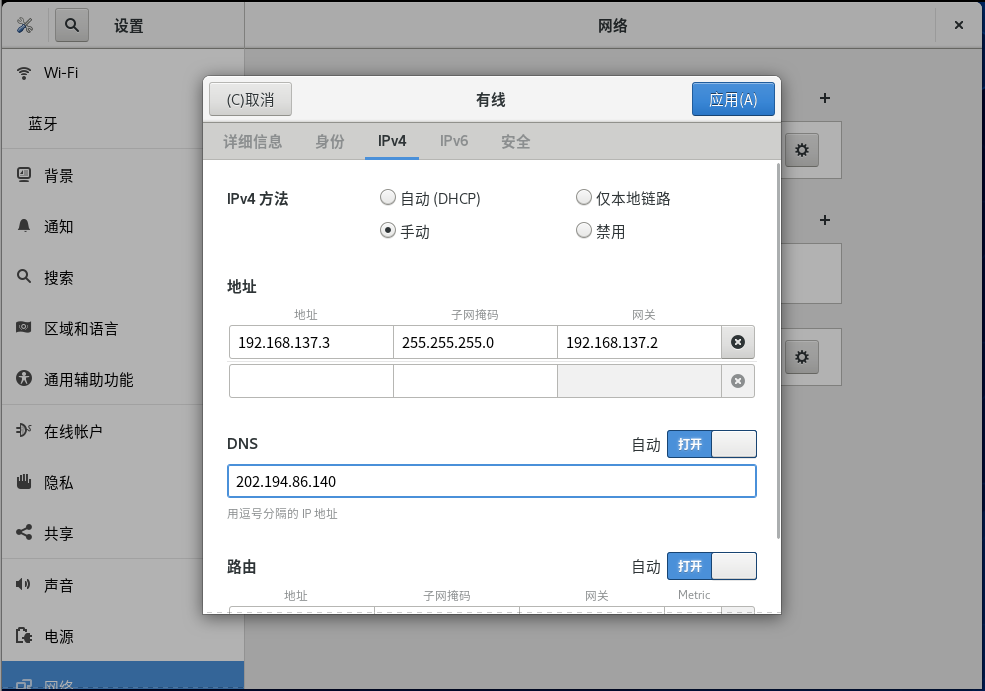 设置
网络
Wi-Fi
蓝牙
背景
通知
搜索
区域和语言
通用辅助功能
在线帐户
隐私
共享
声音
电源
网络
(C)取消
有线
应用(A)
详细信息 身份 IPv4 IPv6 安全
IPv4 方法 自动 (DHCP) 仅本地链路
手动 禁用
地址
地址 子网掩码 网关
192.168.137.3 255.255.255.0 192.168.137.2
DNS 自动 打开
202.194.86.140
用逗号分隔的 IP 地址
路由 自动 打开
地址 子网掩码 网关 Metric